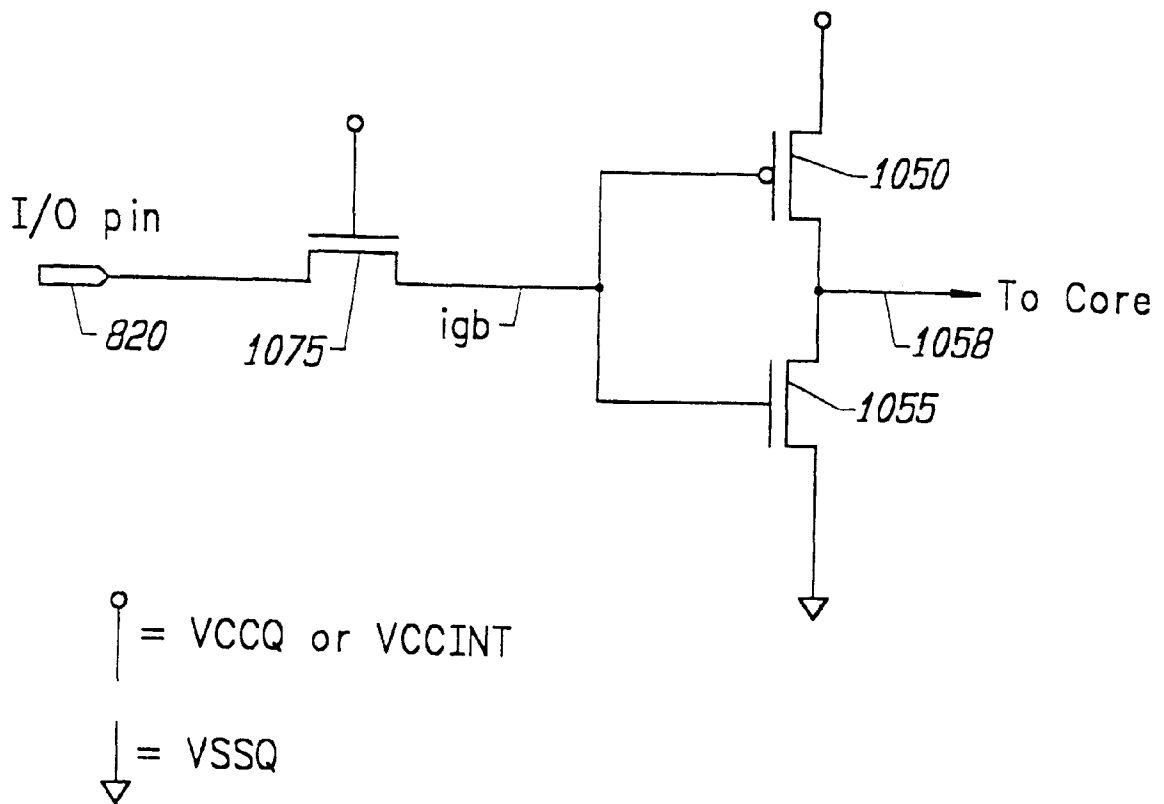 I/O pin
820
1075
igb
1050
To Core
1058
1055
= VCCQ or VCCINT
= VSSQ